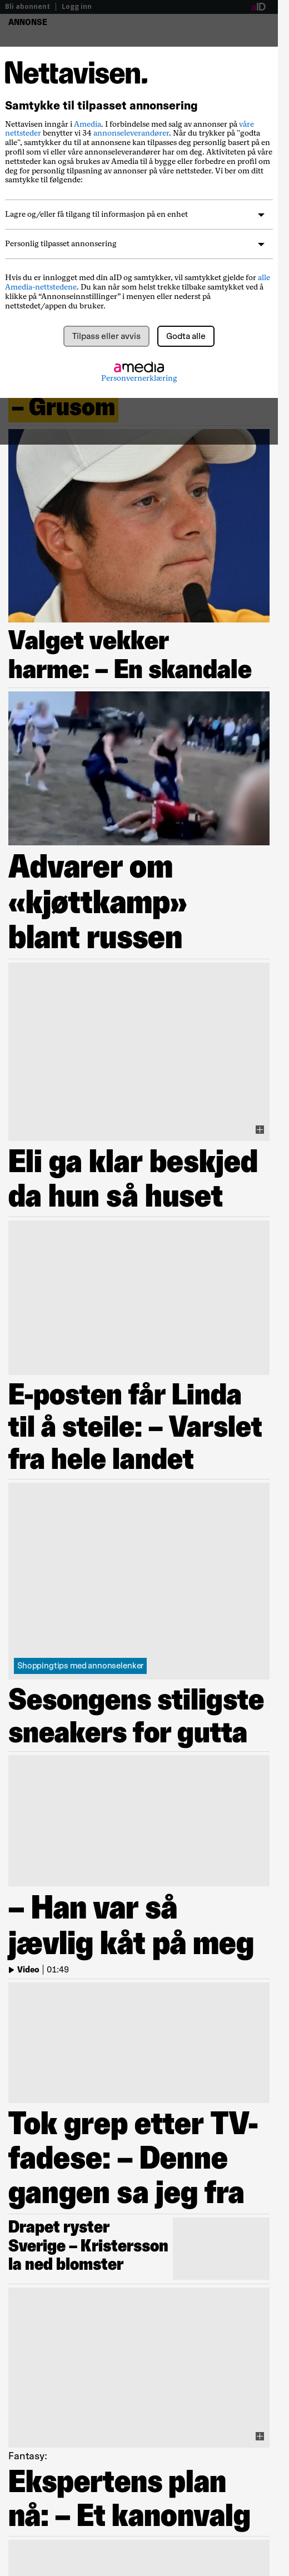 Bli abonnent | Logg inn
aID
ANNONSE
Nettavisen.
Samtykke til tilpasset annonsering
Nettavisen inngår i Amedia. I forbindelse med salg av annonser på våre
nettsteder benytter vi 34 annonseleverandører. Når du trykker på "godta
alle", samtykker du til at annonsene kan tilpasses deg personlig basert på en
profil som vi eller våre annonseleverandører har om deg. Aktiviteten på våre
nettsteder kan også brukes av Amedia til å bygge eller forbedre en profil om
deg for personlig tilpasning av annonser på våre nettsteder. Vi ber om ditt
samtykke til følgende:
Lagre og/eller få tilgang til informasjon på en enhet
Personlig tilpasset annonsering
Hvis du er innlogget med din aID og samtykker, vil samtykket gjelde for alle
Amedia-nettstedene. Du kan når som helst trekke tilbake samtykket ved å
klikke på “Annonseinnstillinger” i menyen eller nederst på
nettstedet/appen du bruker.
Tilpass eller avvis
Godta alle
amedia
Personvernerklæring
– Grusom
Valget vekker
harme: – En skandale
Advarer om
«kjøttkamp»
blant russen
Eli ga klar beskjed
da hun så huset
E-posten får Linda
til å steile: – Varslet
fra hele landet
Shoppingtips med annonselenker
Sesongens stiligste
sneakers for gutta
– Han var så
jævlig kåt på meg
Video | 01:49
Tok grep etter TV-
fadese: – Denne
gangen sa jeg fra
Drapet ryster
Sverige – Kristersson
la ned blomster
Fantasy:
Ekspertens plan
nå: – Et kanonvalg